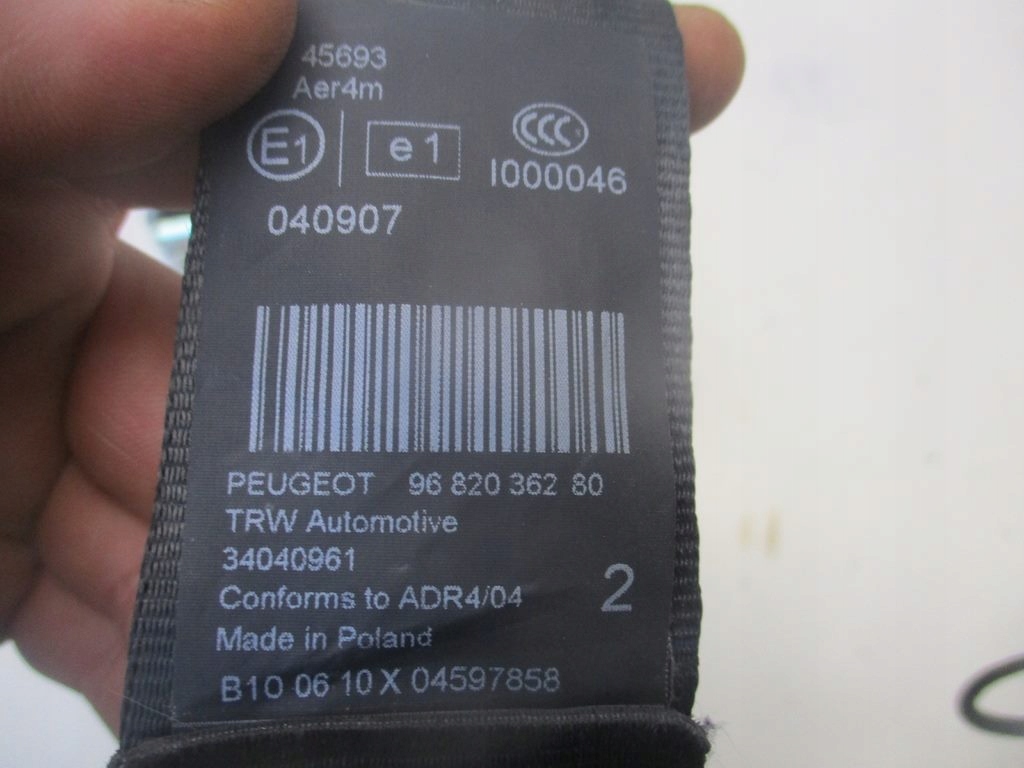 45693
Aer4m
E1 e1 CCC
I000046
040907
PEUGEOT 96 820 362 80
TRW Automotive
34040961
Conforms to ADR4/04 2
Made in Poland
B10 06 10 X 04597858